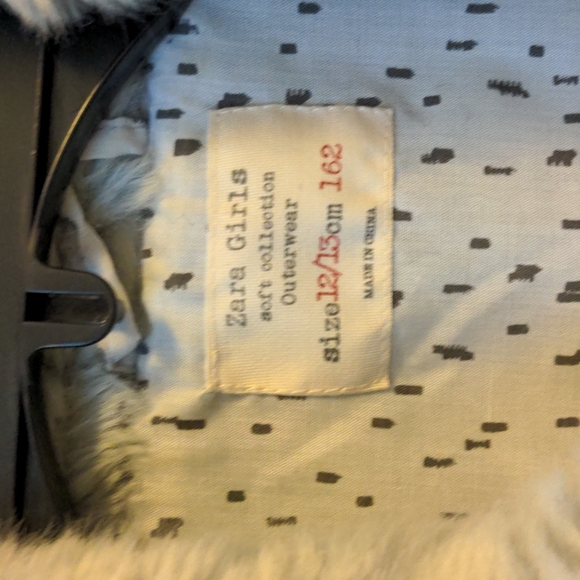 Zara Girls
soft collection
Outerwear
size12/13cm 162
MADE IN CHINA